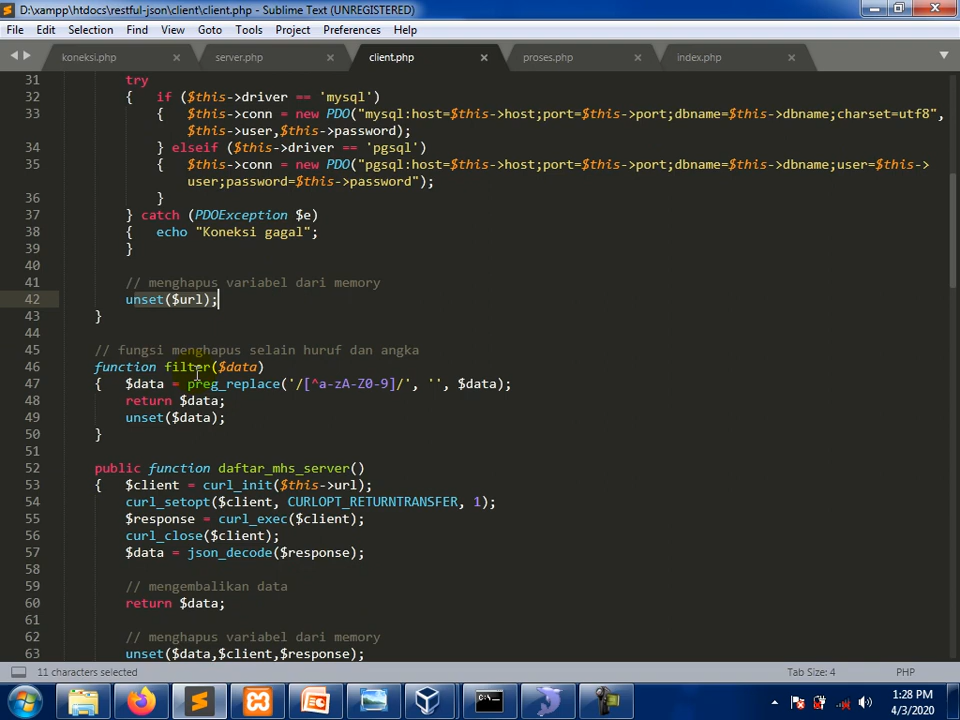 D:\xampp\htdocs\restful-json\client\client.php - Sublime Text (UNREGISTERED)
File Edit Selection Find View Goto Tools Project Preferences Help
koneksi.php server.php client.php proses.php index.php
31 try
32 { if ($this->driver == 'mysql')
33 { $this->conn = new PDO("mysql:host=$this->host;port=$this->port;dbname=$this->dbname;charset=utf8",
$this->user,$this->password);
34 } elseif ($this->driver == 'pgsql')
35 { $this->conn = new PDO("pgsql:host=$this->host;port=$this->port;dbname=$this->dbname;user=$this->
user;password=$this->password");
36 }
37 } catch (PDOException $e)
38 { echo "Koneksi gagal";
39 }
40
41 // menghapus variabel dari memory
42 unset($url);
43 }
44
45 // fungsi menghapus selain huruf dan angka
46 function filter($data)
47 { $data = preg_replace('/[^a-zA-Z0-9]/', '', $data);
48 return $data;
49 unset($data);
50 }
51
52 public function daftar_mhs_server()
53 { $client = curl_init($this->url);
54 curl_setopt($client, CURLOPT_RETURNTRANSFER, 1);
55 $response = curl_exec($client);
56 curl_close($client);
57 $data = json_decode($response);
58
59 // mengembalikan data
60 return $data;
61
62 // menghapus variabel dari memory
63 unset($data,$client,$response);
11 characters selected Tab Size: 4 PHP
1:28 PM
4/3/2020